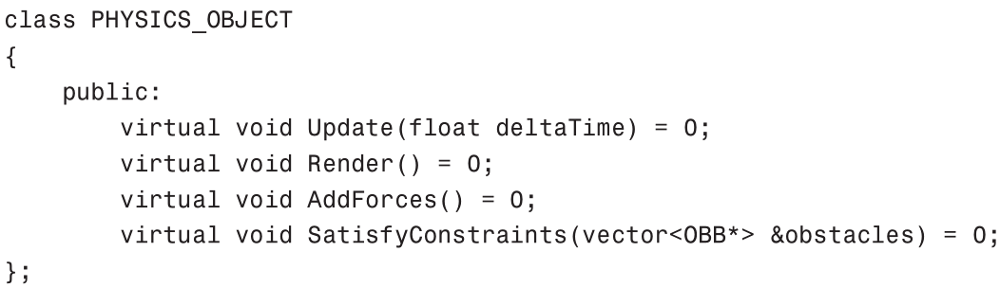 class PHYSICS_OBJECT
{
    public:
        virtual void Update(float deltaTime) = 0;
        virtual void Render() = 0;
        virtual void AddForces() = 0;
        virtual void SatisfyConstraints(vector<OBB*> &obstacles) = 0;
};